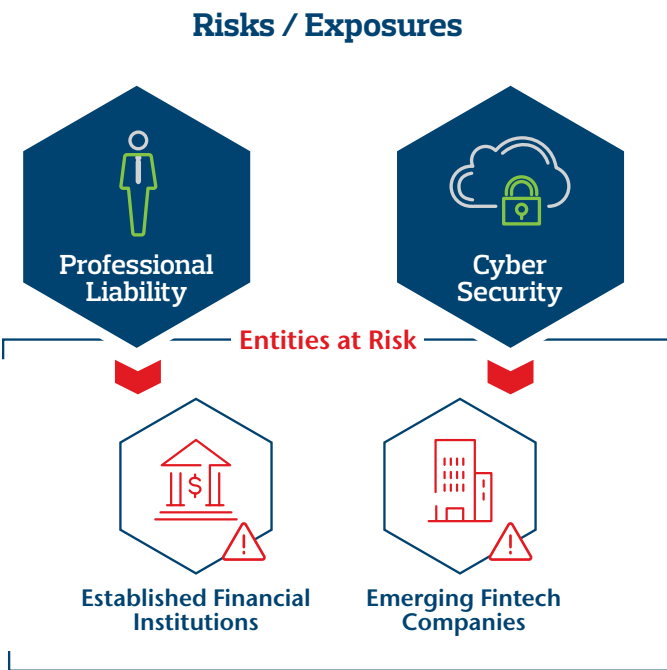 Risks / Exposures
Professional
Liability
Cyber
Security
Entities at Risk
$
Established Financial
Institutions
Emerging Fintech
Companies